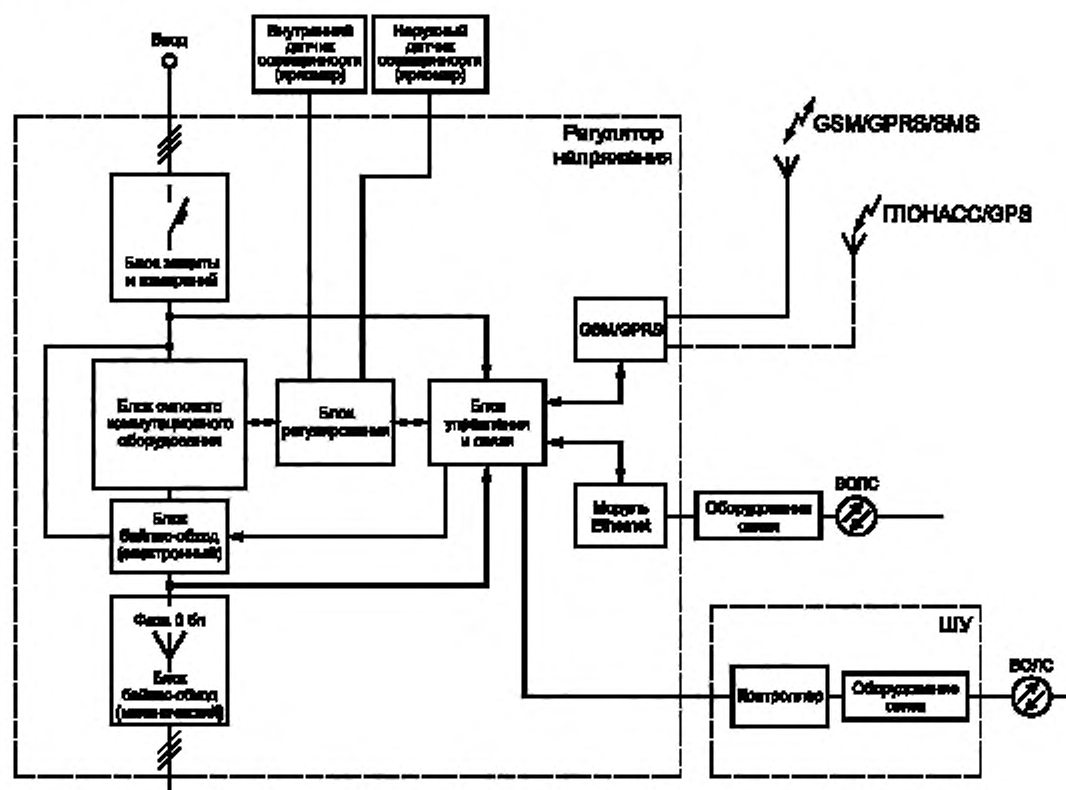 Ввод
Внутренний
датчик
освещенности
(яркомер)
Наружный
датчик
освещенности
(яркомер)
Регулятор
напряжения
GSM/GPRS/SMS
ГЛОНАСС/GPS
Блок защиты
и измерений
GSM/GPRS
Блок силового
коммутационного
оборудования
Блок
регулирования
Блок
управления
и связи
Блок
байпас-обход
(электронный)
Модуль
Ethernet
Оборудование
связи
ВОЛС
Блок
байпас-обход
(механический)
ШУ
Контроллер
Оборудование
связи
ВОЛС